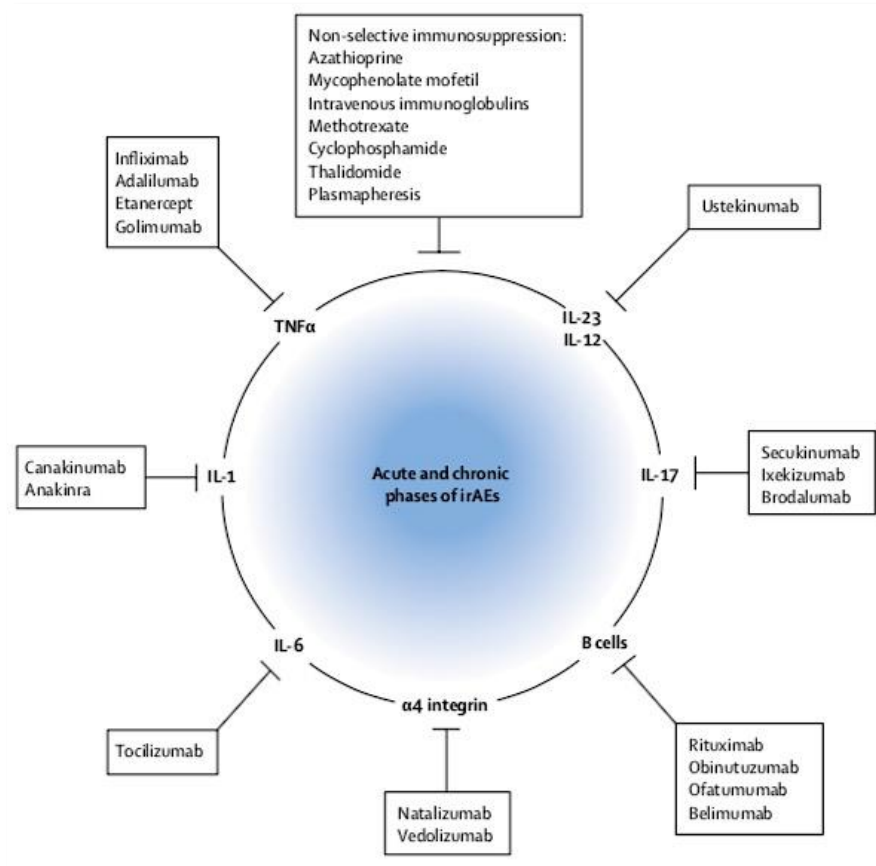 Non-selective immunosuppression:
Azathioprine
Mycophenolate mofetil
Intravenous immunoglobulins
Methotrexate
Cyclophosphamide
Thalidomide
Plasmapheresis
Infliximab
Adalilumab
Etanercept
Golimumab
Ustekinumab
TNFα
IL-23
IL-12
Canakinumab
Anakinra
IL-1
Acute and chronic
phases of irAEs
IL-17
Secukinumab
Ixekizumab
Brodalumab
IL-6
B cells
α4 integrin
Tocilizumab
Natalizumab
Vedolizumab
Rituximab
Obinutuzumab
Ofatumumab
Belimumab